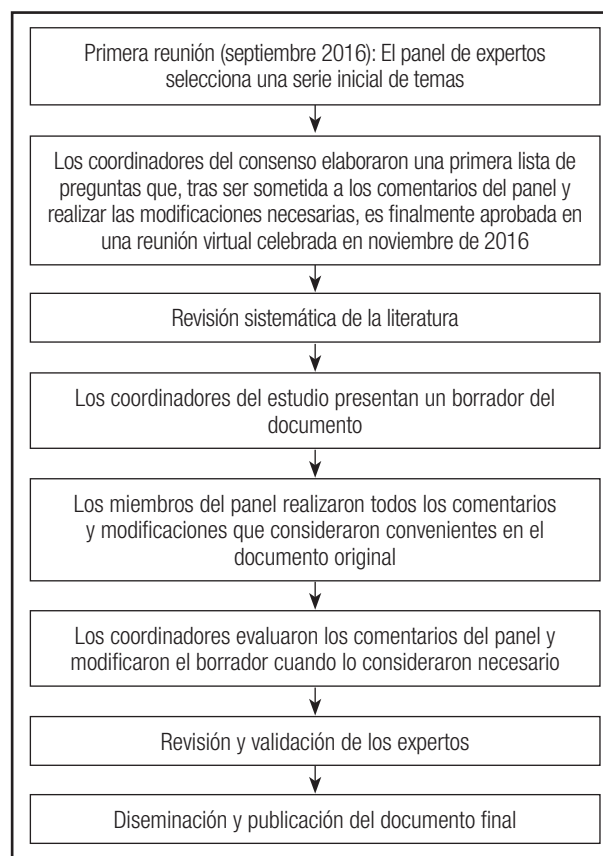 Primera reunión (septiembre 2016): El panel de expertos
selecciona una serie inicial de temas
Los coordinadores del consenso elaboraron una primera lista de
preguntas que, tras ser sometida a los comentarios del panel y
realizar las modificaciones necesarias, es finalmente aprobada en
una reunión virtual celebrada en noviembre de 2016
Revisión sistemática de la literatura
Los coordinadores del estudio presentan un borrador del
documento
Los miembros del panel realizaron todos los comentarios
y modificaciones que consideraron convenientes en el
documento original
Los coordinadores evaluaron los comentarios del panel y
modificaron el borrador cuando lo consideraron necesario
Revisión y validación de los expertos
Diseminación y publicación del documento final